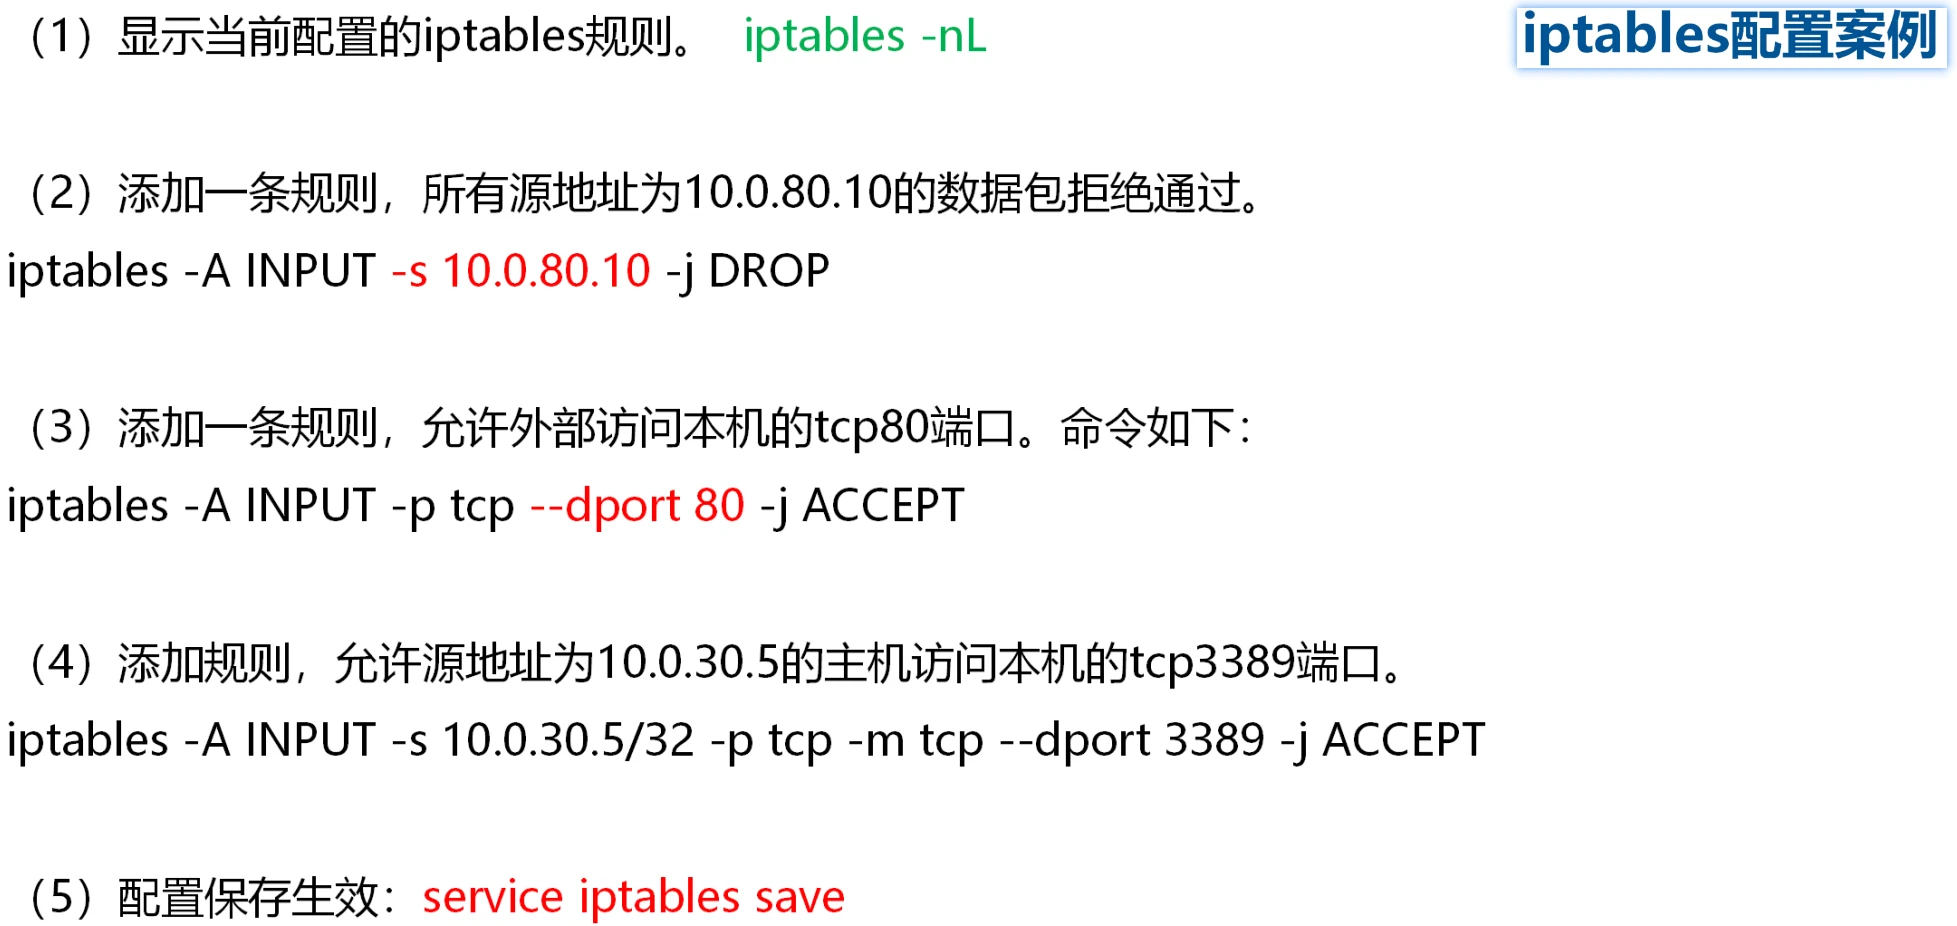 （1）显示当前配置的iptables规则。 iptables -nL
iptables配置案例
（2）添加一条规则，所有源地址为10.0.80.10的数据包拒绝通过。
iptables -A INPUT -s 10.0.80.10 -j DROP
（3）添加一条规则，允许外部访问本机的tcp80端口。命令如下：
iptables -A INPUT -p tcp --dport 80 -j ACCEPT
（4）添加规则，允许源地址为10.0.30.5的主机访问本机的tcp3389端口。
iptables -A INPUT -s 10.0.30.5/32 -p tcp -m tcp --dport 3389 -j ACCEPT
（5）配置保存生效：service iptables save